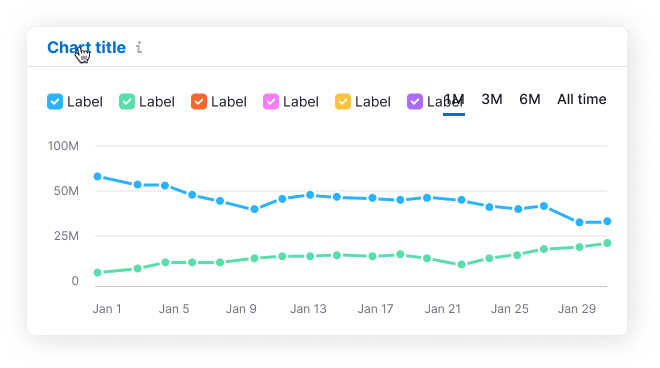 Chart title i
Label Label Label Label Label Label 1M 3M 6M All time
100M
50M
25M
0
Jan 1 Jan 5 Jan 9 Jan 13 Jan 17 Jan 21 Jan 25 Jan 29